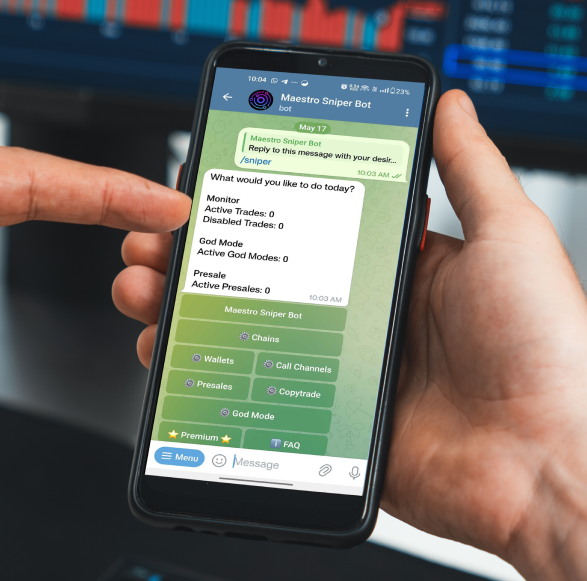 10:04
23%
Maestro Sniper Bot
bot
May 17
Maestro Sniper Bot
Reply to this message with your desir...
/sniper
10:03 AM
What would you like to do today?
Monitor
Active Trades: 0
Disabled Trades: 0
God Mode
Active God Modes: 0
Presale
Active Presales: 0
10:03 AM
Maestro Sniper Bot
Chains
Wallets
Call Channels
Presales
Copytrade
God Mode
Premium
FAQ
Menu
Message